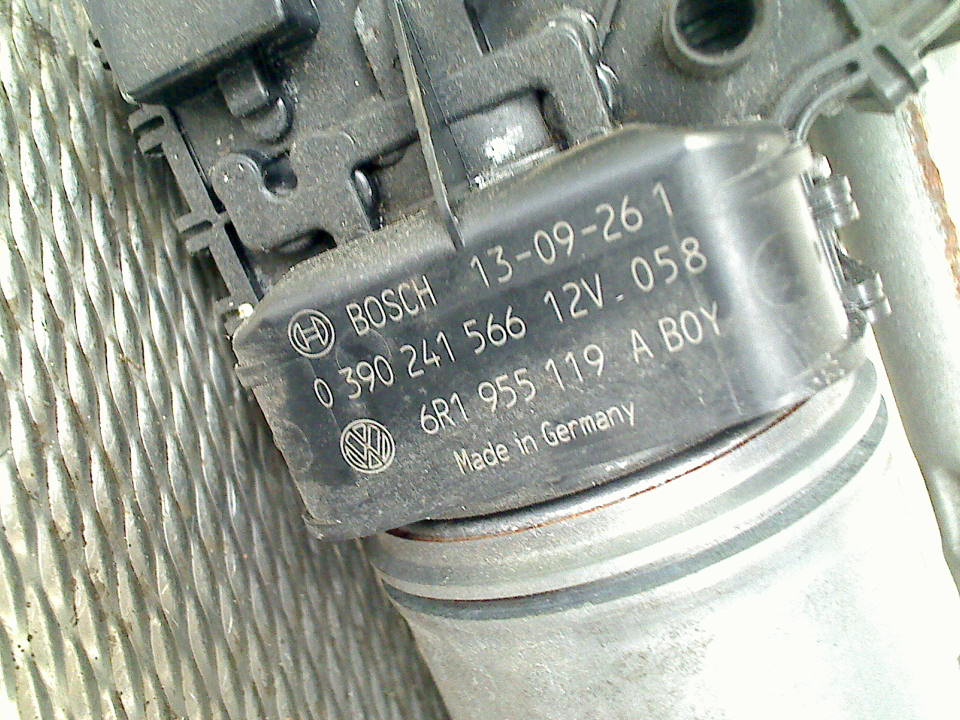 BOSCH 13-09-26 1
0 390 241 566 12V. 058
6R1 955 119 A BOY
Made in Germany